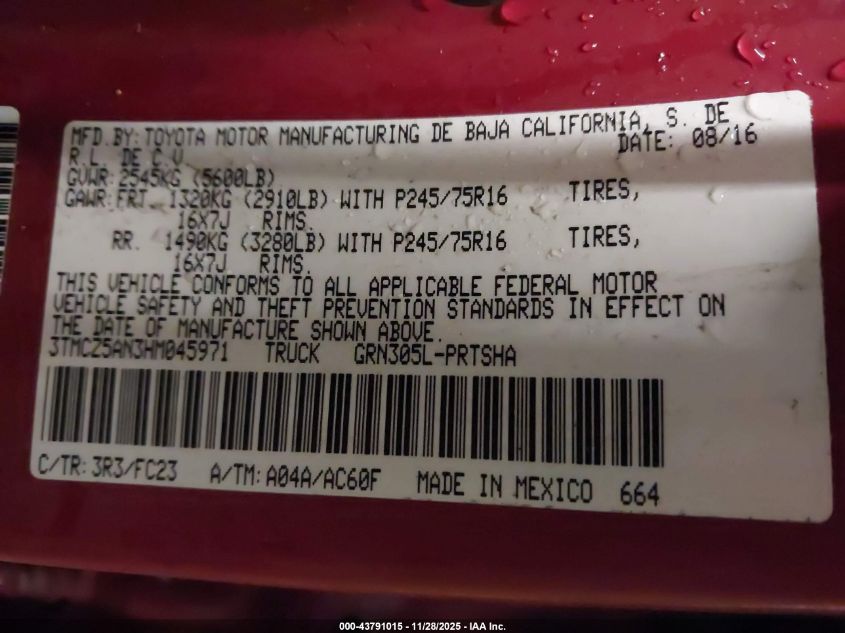 MFD.BY:TOYOTA MOTOR MANUFACTURING DE BAJA CALIFORNIA, S. DE
R.L. DE C.V. DATE: 08/16
GVWR:2545KG (5600LB)
GAWR:FRT. 1320KG (2910LB) WITH P245/75R16 TIRES,
16X7J RIMS.
RR. 1490KG (3280LB) WITH P245/75R16 TIRES,
16X7J RIMS.
THIS VEHICLE CONFORMS TO ALL APPLICABLE FEDERAL MOTOR
VEHICLE SAFETY AND THEFT PREVENTION STANDARDS IN EFFECT ON
THE DATE OF MANUFACTURE SHOWN ABOVE.
3TMCZ5AN3HM045971 TRUCK GRN305L-PRTSHA
C/TR:3R3/FC23 A/TM:A04A/AC60F MADE IN MEXICO 664
000-43791015 - 11/28/2025 - IAA Inc.